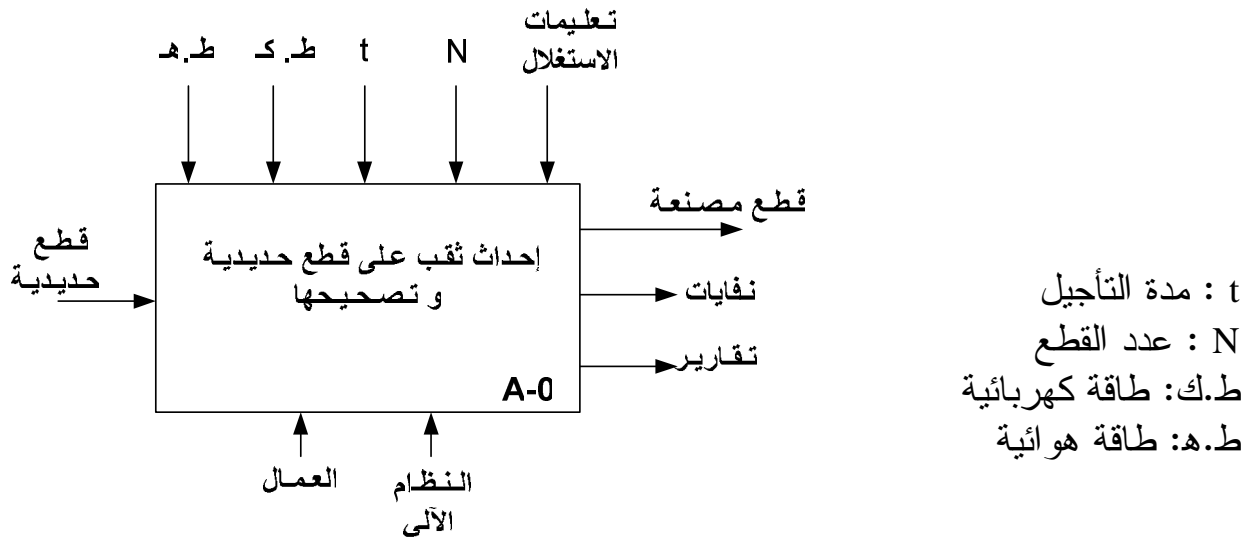 تعليمات
الاستغلال
N
t
ط. كـ
ط.هـ
قطع
حديدية
إحداث ثقب على قطع حديدية
و تصحيحها
A-0
قطع مصنعة
نفايات
تقارير
العمال
النظام
الآلي
t : مدة التأجيل
N : عدد القطع
ط.ك: طاقة كهربائية
ط.ه: طاقة هوائية